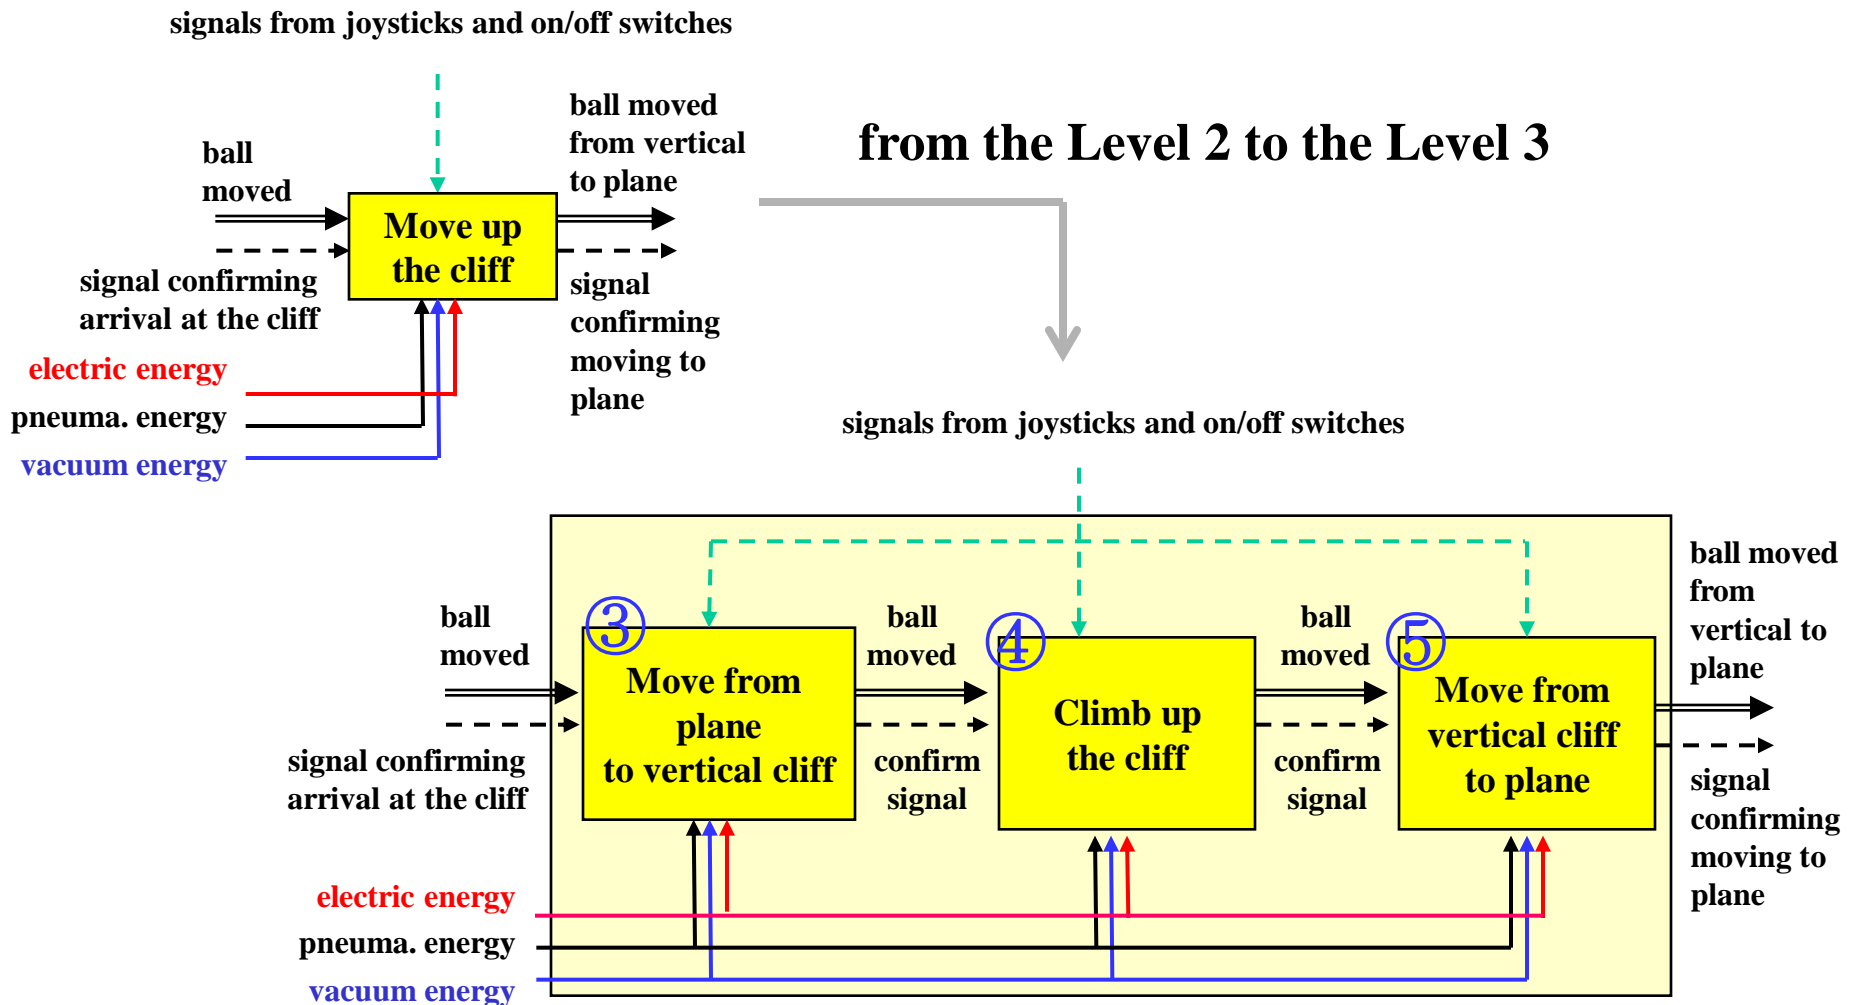 signals from joysticks and on/off switches
ball
moved
ball moved
from vertical
to plane
from the Level 2 to the Level 3
Move up
the cliff
signal confirming
arrival at the cliff
signal
confirming
moving to
plane
electric energy
pneuma. energy
vacuum energy
signals from joysticks and on/off switches
ball
moved
③
Move from
plane
to vertical cliff
ball
moved
④
Climb up
the cliff
ball
moved
⑤
Move from
vertical cliff
to plane
ball moved
from
vertical to
plane
signal confirming
arrival at the cliff
confirm
signal
confirm
signal
signal
confirming
moving to
plane
electric energy
pneuma. energy
vacuum energy